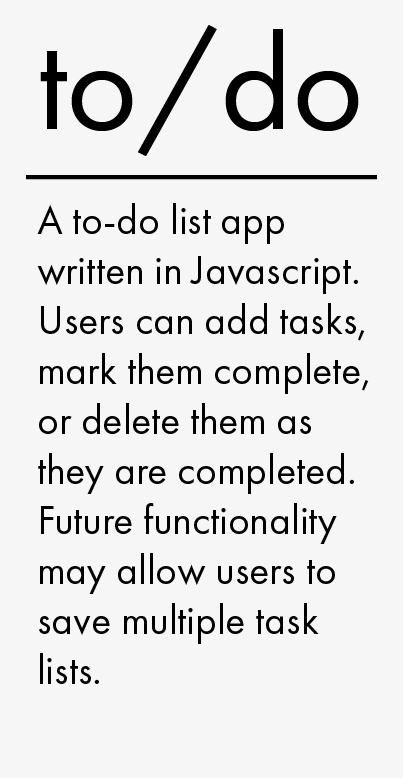 to/do
A to-do list app
written in Javascript.
Users can add tasks,
mark them complete,
or delete them as
they are completed.
Future functionality
may allow users to
save multiple task
lists.